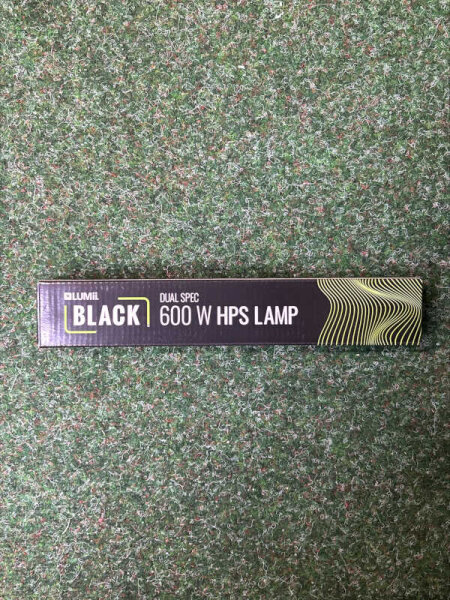 LUMii
BLACK
DUAL SPEC
600 W HPS LAMP